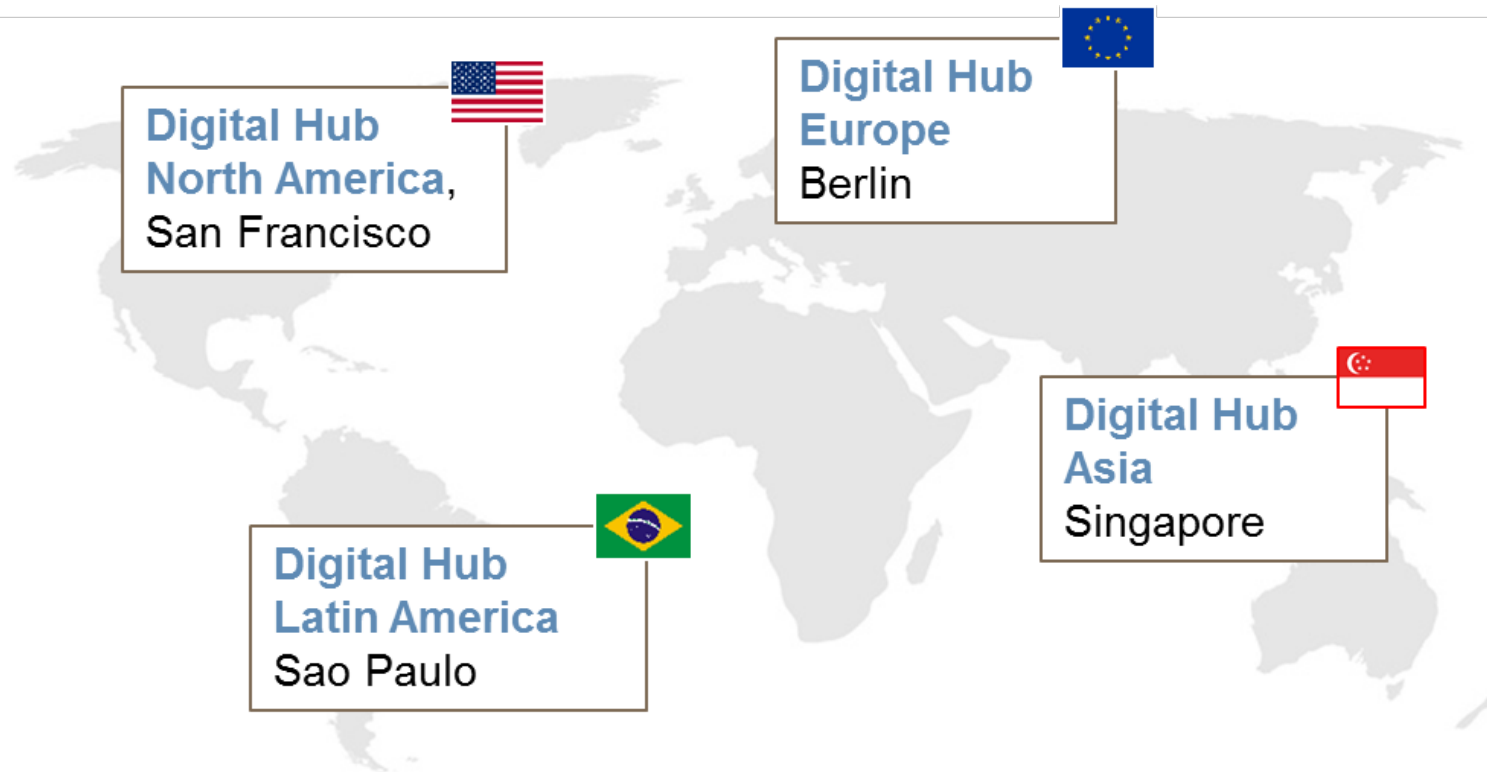 Digital Hub
North America,
San Francisco
Digital Hub
Europe
Berlin
Digital Hub
Asia
Singapore
Digital Hub
Latin America
Sao Paulo